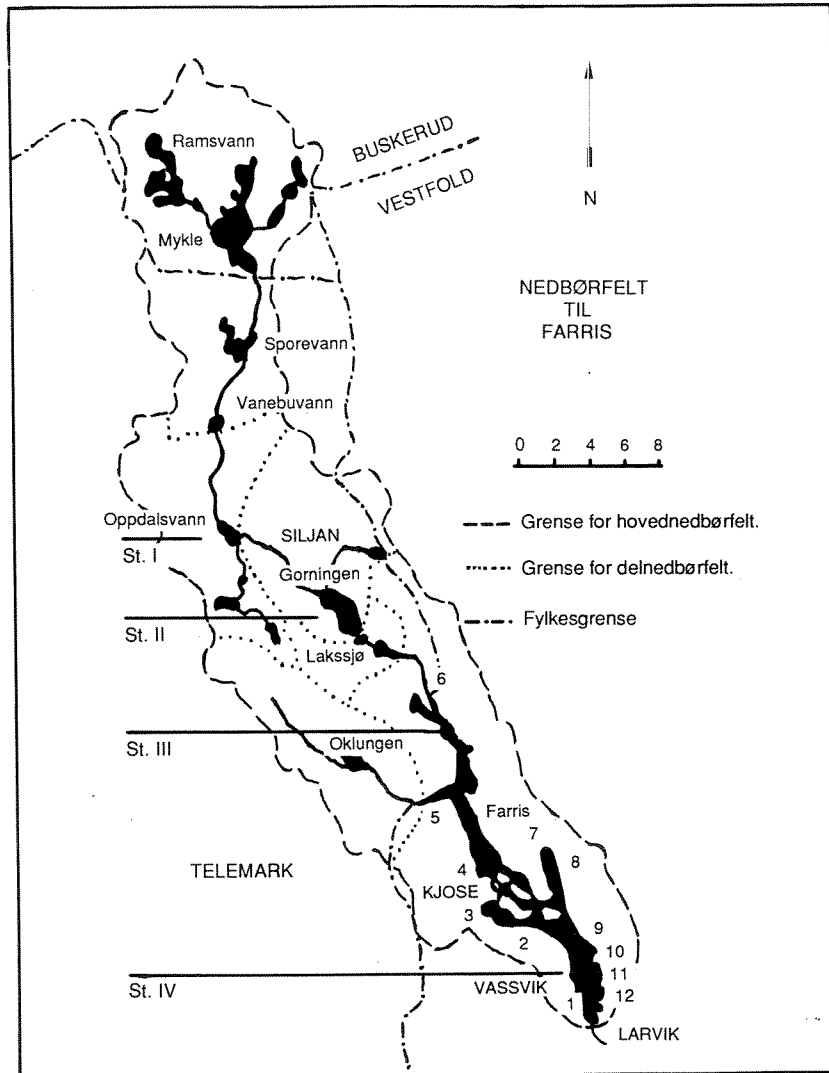 Ramsvann
BUSKERUD
VESTFOLD
N
Mykle
NEDBØRFELT
TIL
FARRIS
Sporevann
Vanebuvann
0 2 4 6 8
Oppdalsvann
SILJAN
Grense for hovednedbørfelt.
St. I
Gorningen
Grense for delnedbørfelt.
St. II
Fylkesgrense
Lakssjø
6
St. III
Oklungen
Farris
5
7
8
TELEMARK
4
KJOSE
3
2
9
10
11
St. IV
VASSVIK
1
12
LARVIK